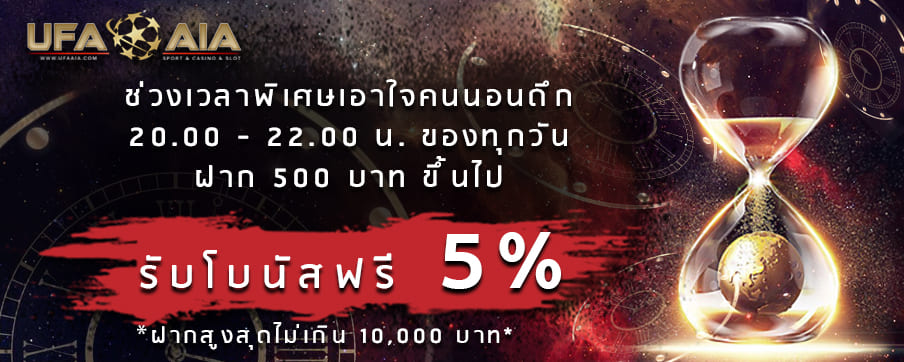 UFA AIA
WWW.UFAAIA.COM SPORT & CASINO & SLOT
ช่วงเวลาพิเศษเอาใจคนนอนดึก
20.00 - 22.00 น. ของทุกวัน
ฝาก 500 บาท ขึ้นไป
รับโบนัสฟรี 5%
*ฝากสูงสุดไม่เกิน 10,000 บาท*